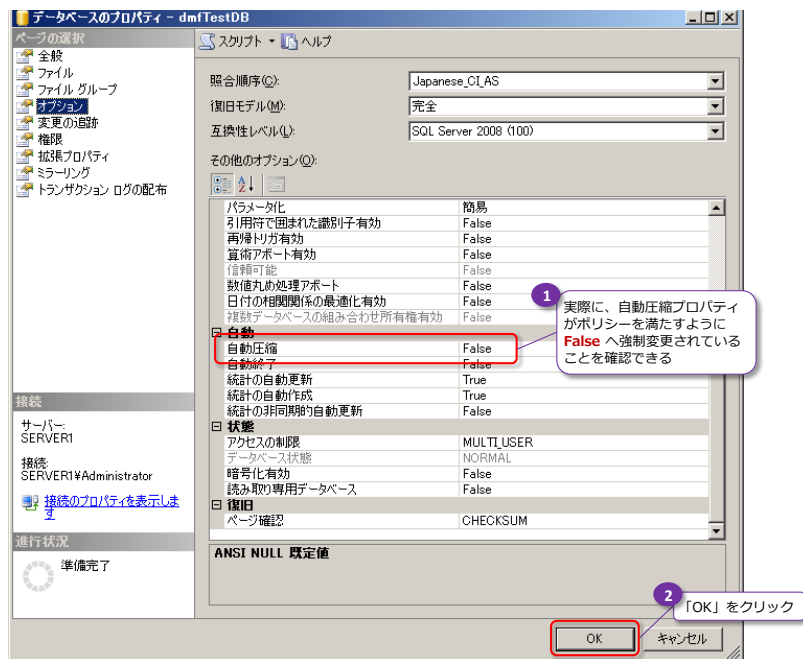 データベースのプロパティ - dmfTestDB
ページの選択
全般
ファイル
ファイル グループ
オプション
変更の追跡
権限
拡張プロパティ
ミラーリング
トランザクション ログの配布
スクリプト
ヘルプ
照合順序(C):
Japanese_CI_AS
復旧モデル(M):
完全
互換性レベル(L):
SQL Server 2008 (100)
その他のオプション(O):
パラメータ化 簡易
引用符で囲まれた識別子有効 False
再帰トリガ有効 False
算術アボート有効 False
信頼可能 False
数値丸め処理アボート False
日付の相関関係の最適化有効 False
複数データベースの組み合わせ所有権有効 False
自動
自動圧縮 False
自動終了 False
統計の自動更新 True
統計の自動作成 True
統計の非同期的自動更新 False
状態
アクセスの制限 MULTI_USER
データベース状態 NORMAL
暗号化有効 False
読み取り専用データベース False
復旧
ページ確認 CHECKSUM
ANSI NULL 既定値
1
実際に、自動圧縮プロパティ
がポリシーを満たすように
False へ強制変更されている
ことを確認できる
接続
サーバー:
SERVER1
接続:
SERVER1¥Administrator
接続のプロパティを表示しま
す
進行状況
準備完了
2
「OK」をクリック
OK
キャンセル